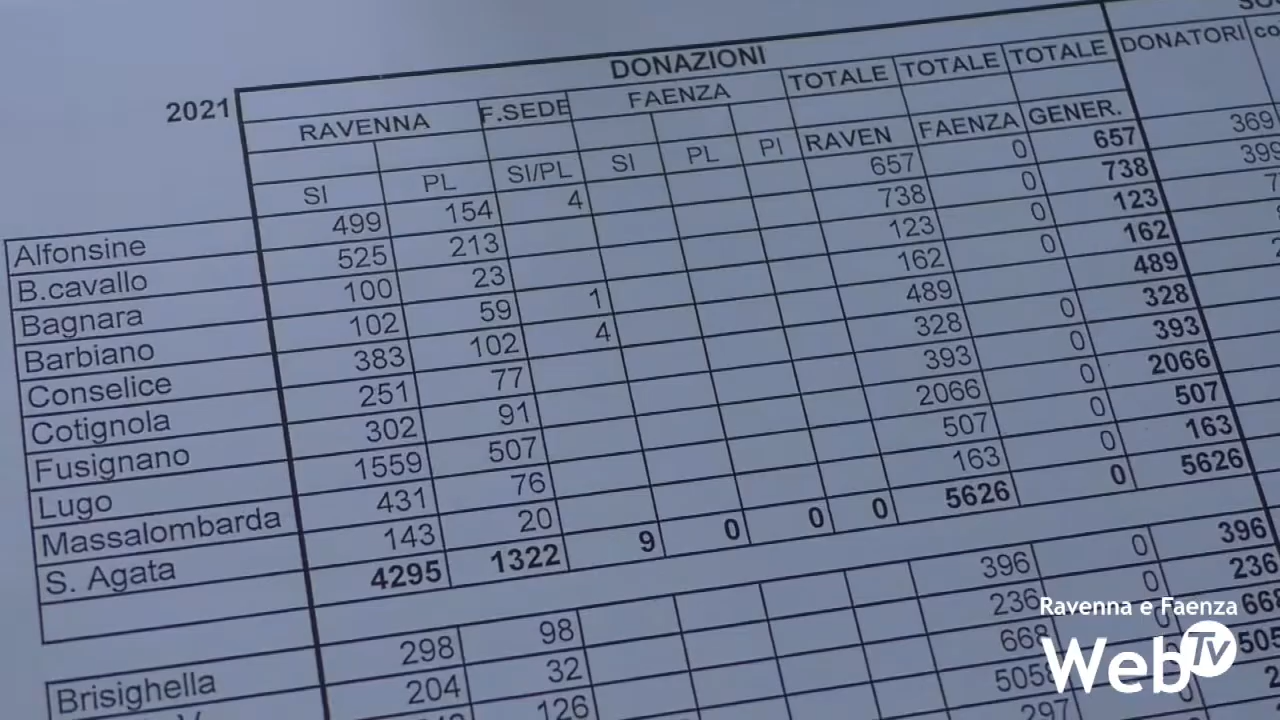 DONAZIONI
2021 RAVENNA F.SEDE FAENZA TOTALE TOTALE TOTALE DONATORI
SI PL SI/PL SI PL PI RAVEN FAENZA GENER.
Alfonsine 499 154 4 657 0 657 369
B.cavallo 525 213 738 0 738 399
Bagnara 100 23 123 0 123
Barbiano 102 59 1 162 0 162
Conselice 383 102 4 489 489
Cotignola 251 77 328 0 328
Fusignano 302 91 393 0 393
Lugo 1559 507 2066 0 2066
Massalombarda 431 76 507 0 507
S. Agata 143 20 163 0 163
4295 1322 9 0 0 0 5626 0 5626
Brisighella 298 98 396 0 396
204 32 236 0 236
126 668 668
5058
297
Ravenna e Faenza
WebTv